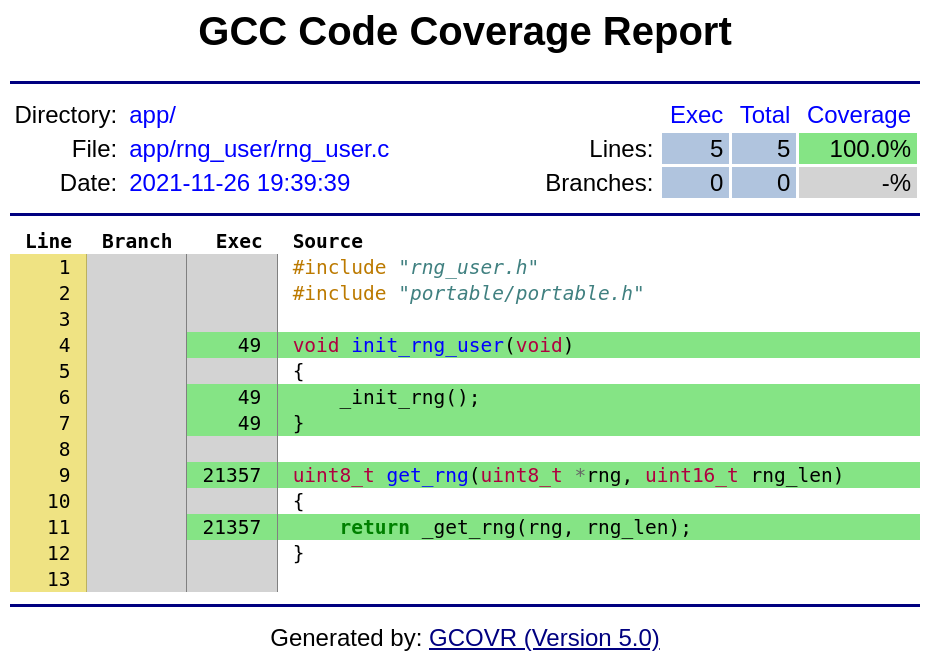 GCC Code Coverage Report
Directory: app/
File: app/rng_user/rng_user.c
Date: 2021-11-26 19:39:39
Exec Total Coverage
Lines: 5 5 100.0%
Branches: 0 0 -%
Line Branch Exec Source
1 #include "rng_user.h"
2 #include "portable/portable.h"
3
4 49 void init_rng_user(void)
5 {
6 49     _init_rng();
7 49 }
8
9 21357 uint8_t get_rng(uint8_t *rng, uint16_t rng_len)
10 {
11 21357     return _get_rng(rng, rng_len);
12 }
13
Generated by: GCOVR (Version 5.0)